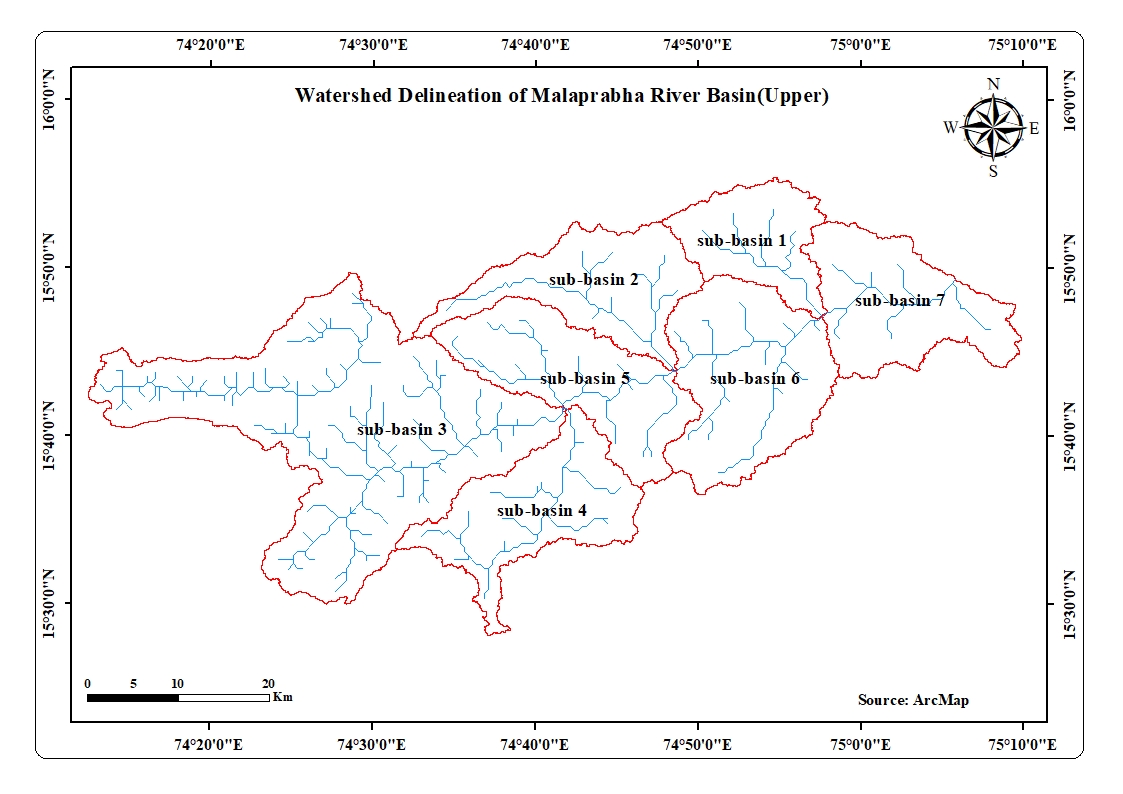 74°20'0"E 74°30'0"E 74°40'0"E 74°50'0"E 75°0'0"E 75°10'0"E
Watershed Delineation of Malaprabha River Basin(Upper)
N
W E
S
16°0'0"N 16°0'0"N
sub-basin 1
15°50'0"N 15°50'0"N
sub-basin 2
sub-basin 7
sub-basin 5
sub-basin 6
sub-basin 3
15°40'0"N 15°40'0"N
sub-basin 4
15°30'0"N 15°30'0"N
0 5 10 20
Km
Source: ArcMap
74°20'0"E 74°30'0"E 74°40'0"E 74°50'0"E 75°0'0"E 75°10'0"E